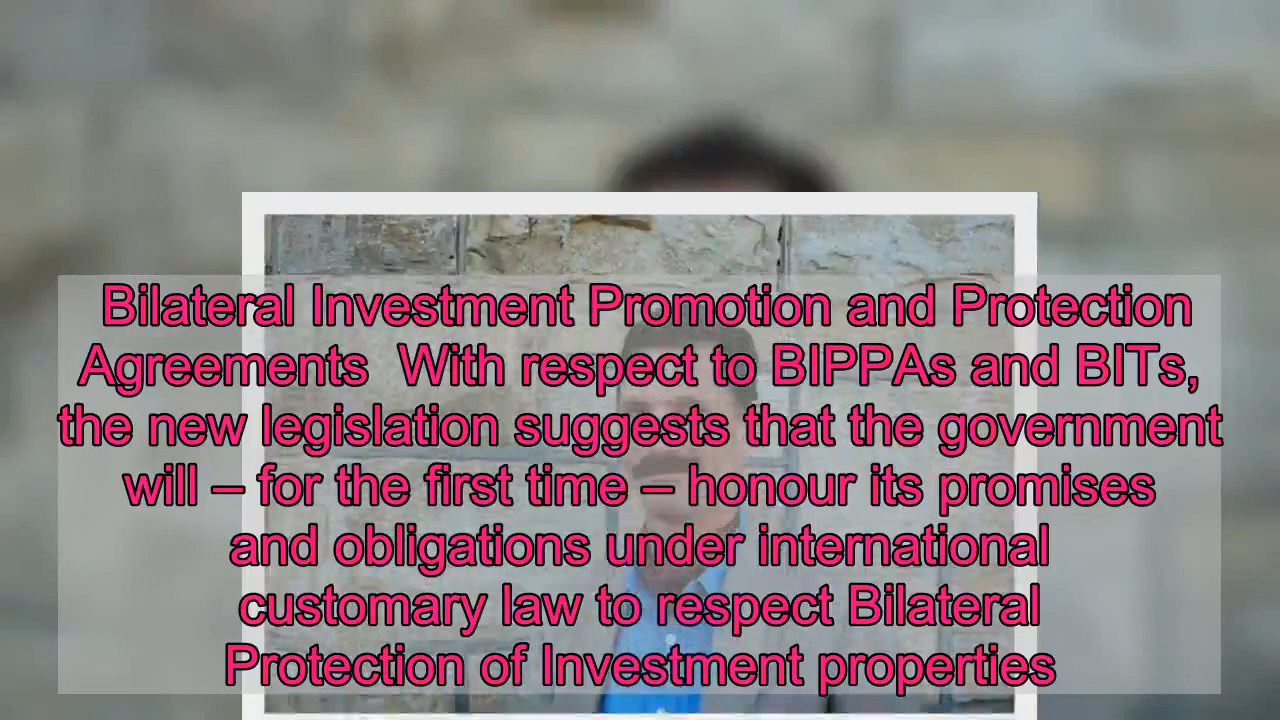 Bilateral Investment Promotion and Protection
Agreements  With respect to BIPPAs and BITs,
the new legislation suggests that the government
will – for the first time – honour its promises
and obligations under international
customary law to respect Bilateral
Protection of Investment properties